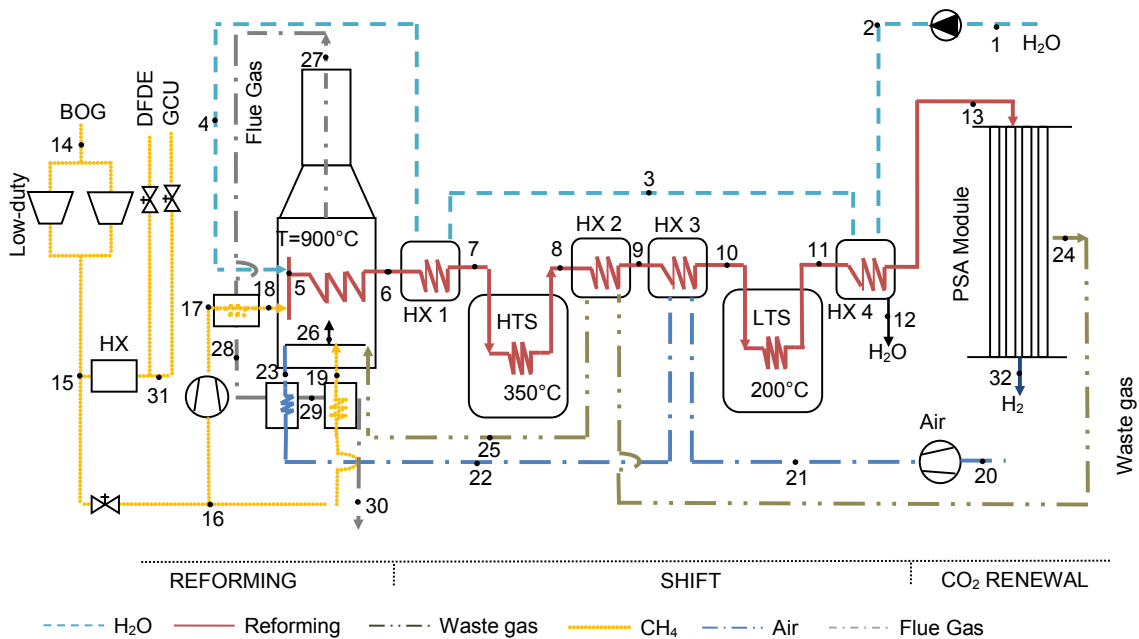 2
1
H₂O
27
DFDE
GCU
BOG
14
4
Flue Gas
13
3
Low-duty
T=900°C
HX 1
7
8
HX 2
9
HX 3
10
11
HX 4
PSA Module
24
17
18
5
6
HTS
350°C
LTS
200°C
12
H₂O
28
26
HX
15
31
23
19
29
32
H₂
25
22
21
Air
20
Waste gas
16
30
REFORMING
SHIFT
CO₂ RENEWAL
H₂O
Reforming
Waste gas
CH₄
Air
Flue Gas